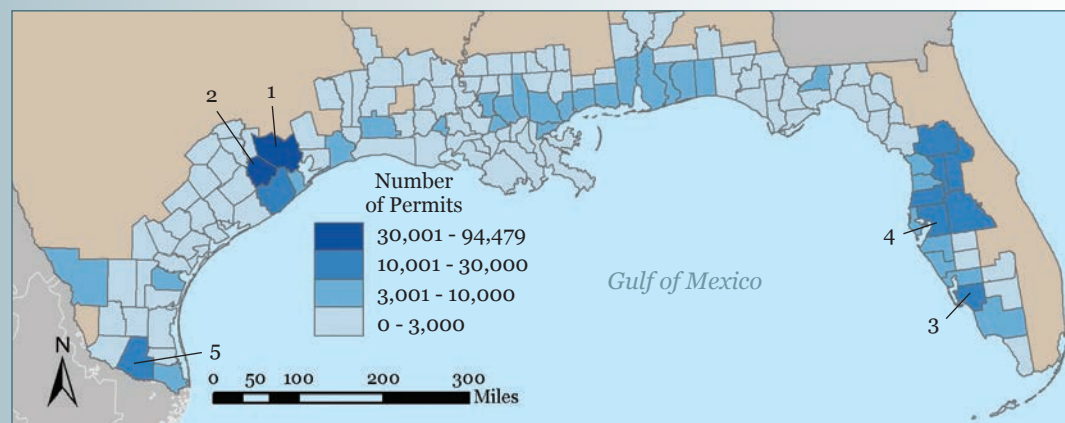 1
2
Number
of Permits
30,001 - 94,479
10,001 - 30,000
3,001 - 10,000
0 - 3,000
Gulf of Mexico
4
3
5
N
0 50 100 200 300
Miles